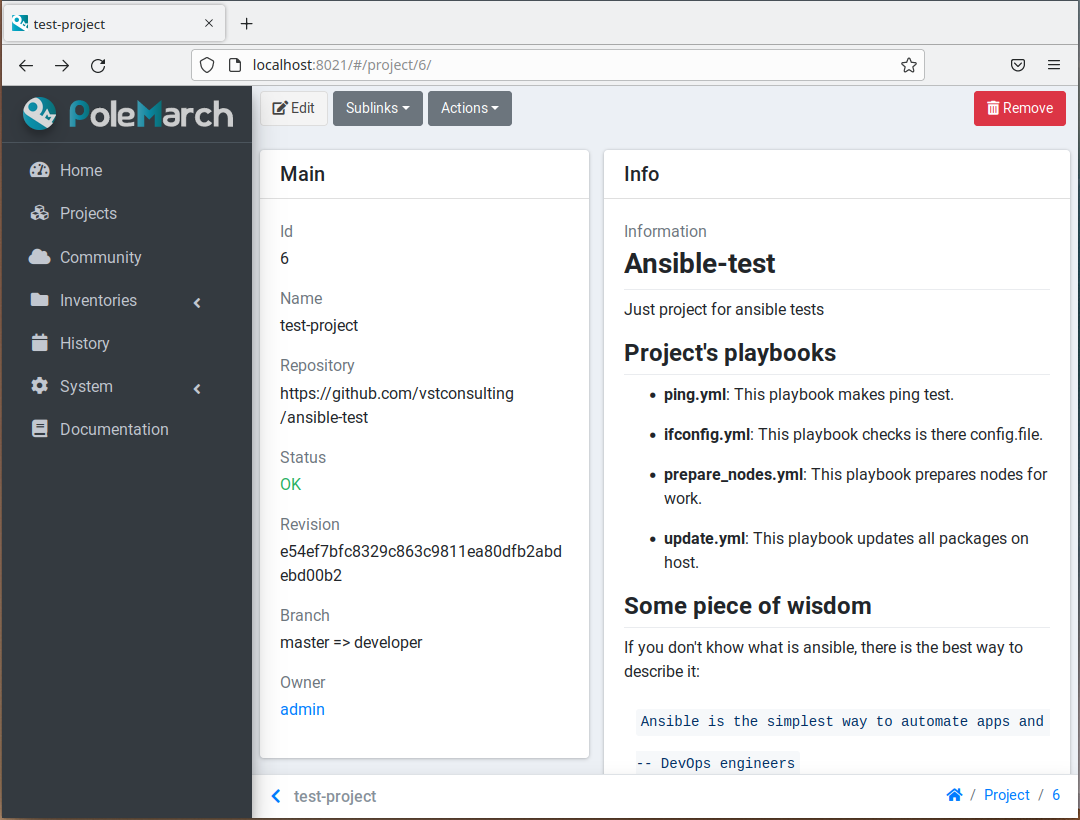 test-project
localhost:8021/#/project/6/
PoleMarch
Edit
Sublinks
Actions
Remove
Home
Projects
Community
Inventories
History
System
Documentation
Main
Id
6
Name
test-project
Repository
https://github.com/vstconsulting
/ansible-test
Status
OK
Revision
e54ef7bfc8329c863c9811ea80dfb2abd
ebd00b2
Branch
master => developer
Owner
admin
Info
Information
Ansible-test
Just project for ansible tests
Project's playbooks
• ping.yml: This playbook makes ping test.
• ifconfig.yml: This playbook checks is there config.file.
• prepare_nodes.yml: This playbook prepares nodes for
work.
• update.yml: This playbook updates all packages on
host.
Some piece of wisdom
If you don't khow what is ansible, there is the best way to
describe it:
Ansible is the simplest way to automate apps and
-- DevOps engineers
test-project
/ Project / 6